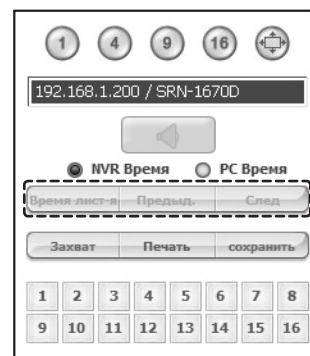 1 4 9 16
192.168.1.200 / SRN-1670D
NVR Время PC Время
Время лист-я Предыд. След
Захват Печать сохранить
1 2 3 4 5 6 7 8
9 10 11 12 13 14 15 16